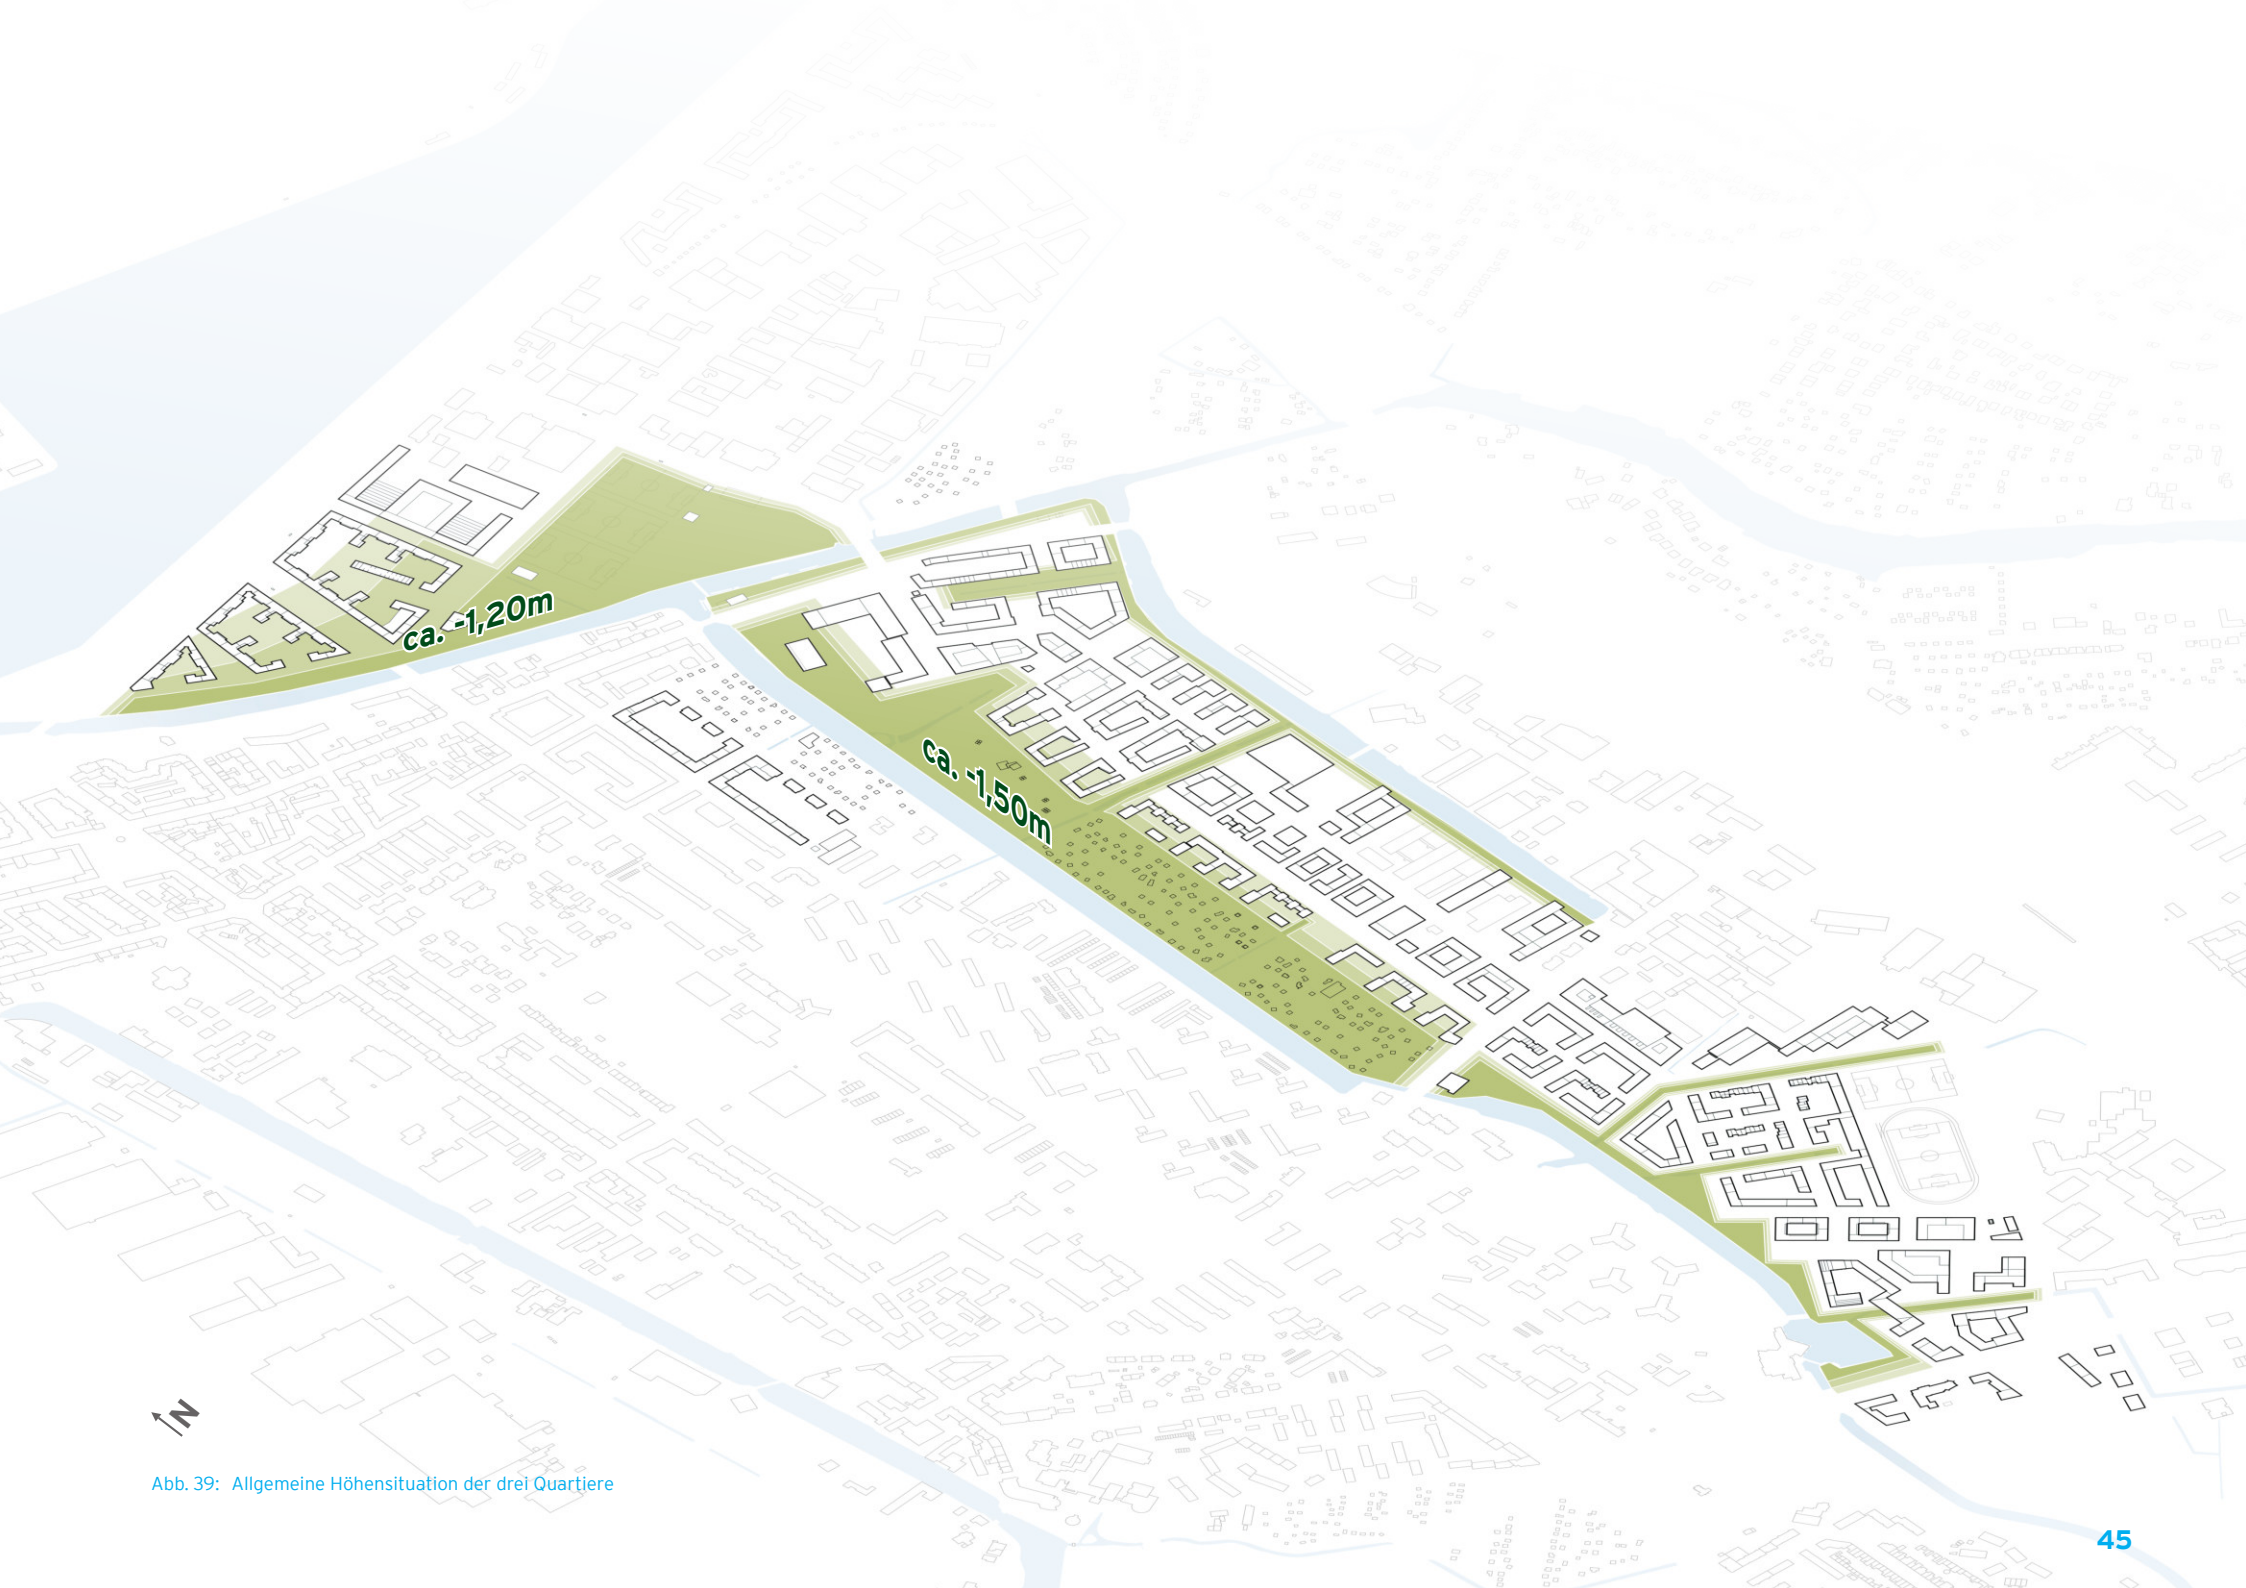 ca. -1,20m
ca. -1,50m
N
Abb. 39: Allgemeine Höhensituation der drei Quartiere
45